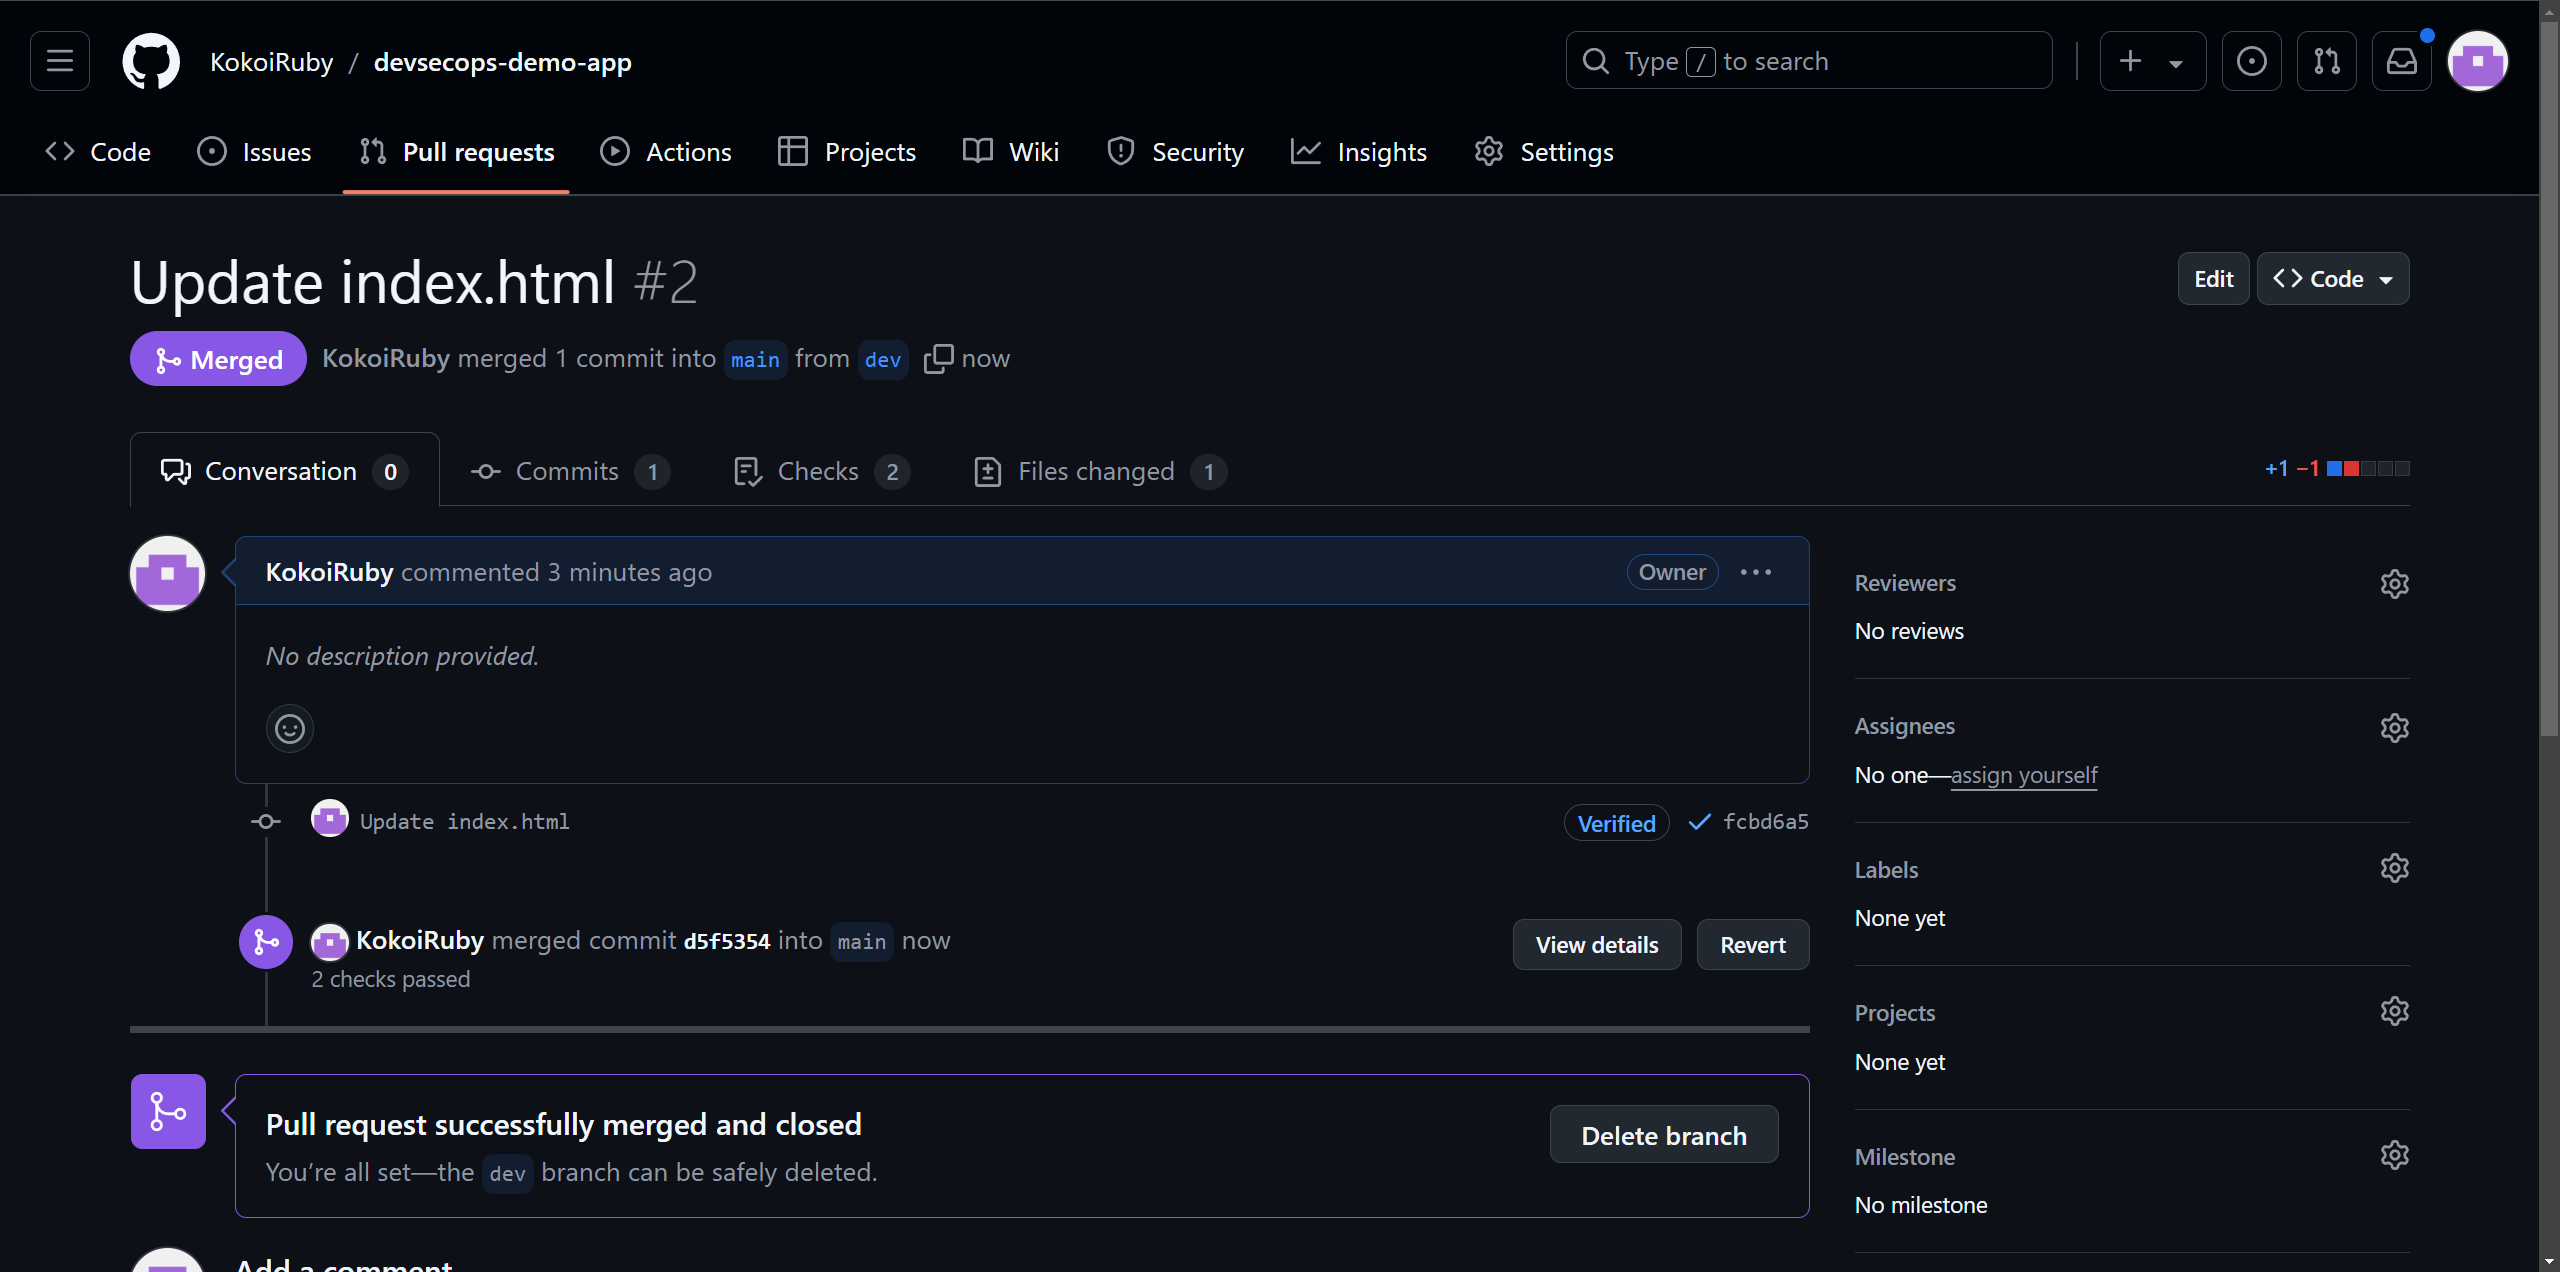 KokoiRuby / devsecops-demo-app
Type / to search
Code Issues Pull requests Actions Projects Wiki Security Insights Settings
Update index.html #2
Edit Code
Merged KokoiRuby merged 1 commit into main from dev now
Conversation 0 Commits 1 Checks 2 Files changed 1 +1 −1
KokoiRuby commented 3 minutes ago Owner ...
No description provided.
Update index.html Verified fcbd6a5
KokoiRuby merged commit d5f5354 into main now View details Revert
2 checks passed
Pull request successfully merged and closed
You’re all set—the dev branch can be safely deleted.
Delete branch
Add a comment
Reviewers
No reviews
Assignees
No one—assign yourself
Labels
None yet
Projects
None yet
Milestone
No milestone